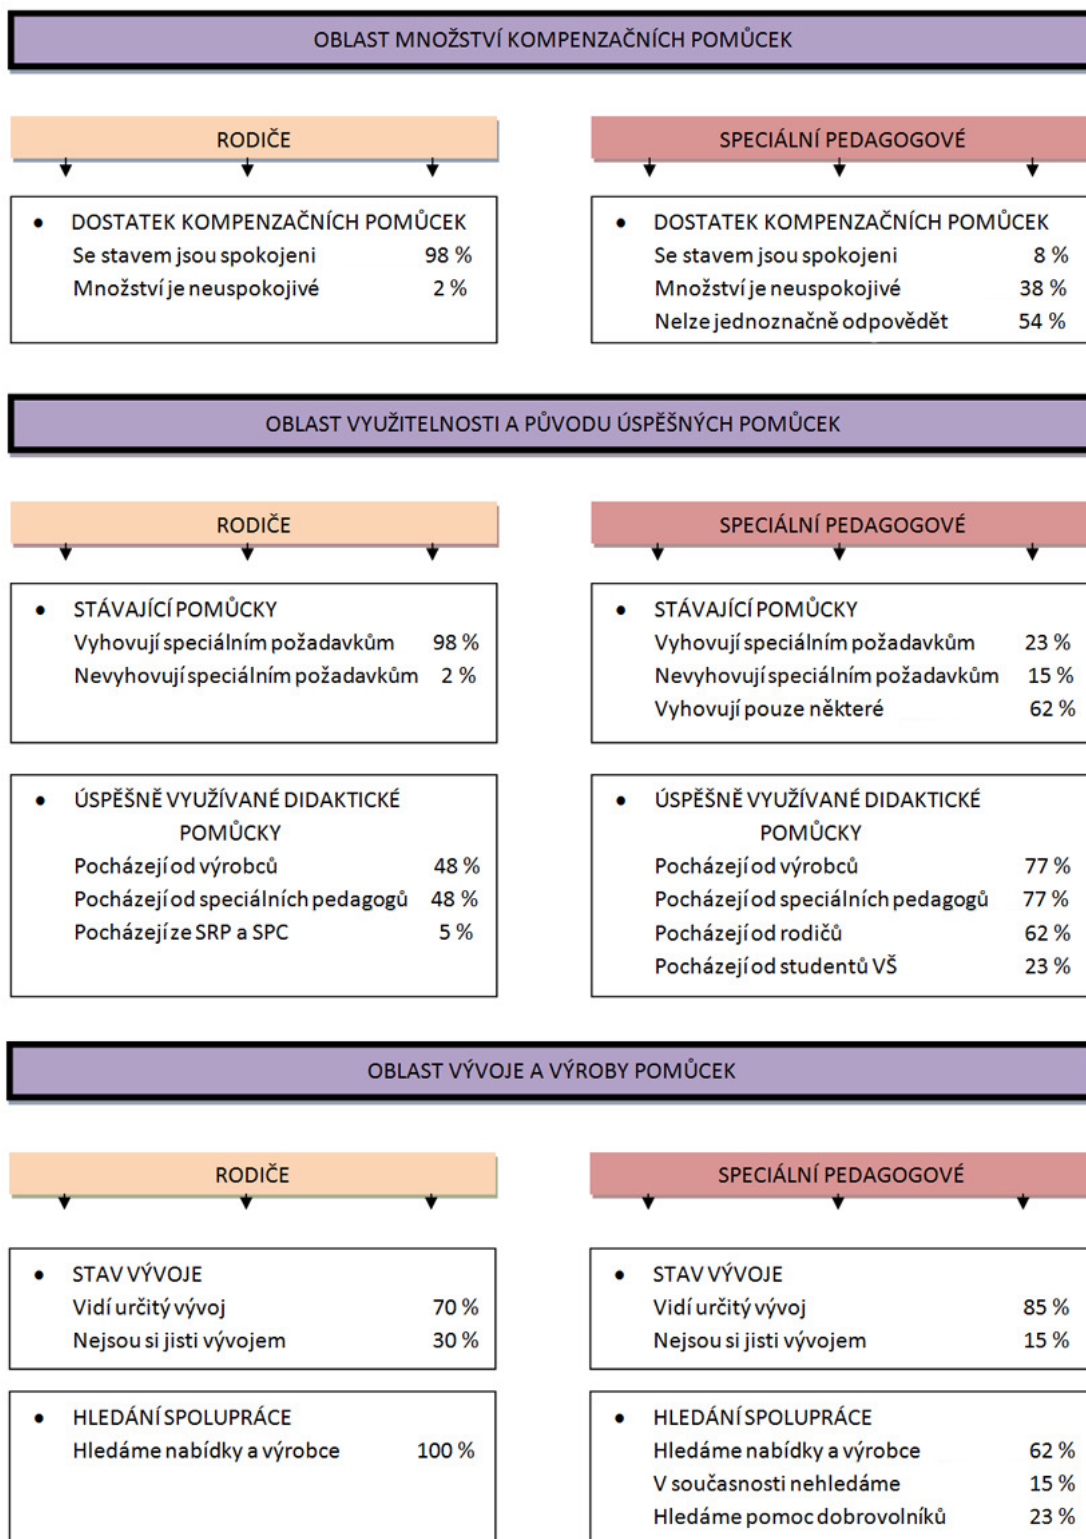 OBLAST MNOŽSTVÍ KOMPENZAČNÍCH POMŮCEK
RODIČE
• DOSTATEK KOMPENZAČNÍCH POMŮCEK
Se stavem jsou spokojeni 98 %
Množství je neuspokojivé 2 %
SPECIÁLNÍ PEDAGOGOVÉ
• DOSTATEK KOMPENZAČNÍCH POMŮCEK
Se stavem jsou spokojeni 8 %
Množství je neuspokojivé 38 %
Nelze jednoznačně odpovědět 54 %
OBLAST VYUŽITELNOSTI A PŮVODU ÚSPĚŠNÝCH POMŮCEK
RODIČE
• STÁVAJÍCÍ POMŮCKY
Vyhovují speciálním požadavkům 98 %
Nevyhovují speciálním požadavkům 2 %
• ÚSPĚŠNĚ VYUŽÍVANÉ DIDAKTICKÉ
POMŮCKY
Pocházejí od výrobců 48 %
Pocházejí od speciálních pedagogů 48 %
Pocházejí ze SRP a SPC 5 %
SPECIÁLNÍ PEDAGOGOVÉ
• STÁVAJÍCÍ POMŮCKY
Vyhovují speciálním požadavkům 23 %
Nevyhovují speciálním požadavkům 15 %
Vyhovují pouze některé 62 %
• ÚSPĚŠNĚ VYUŽÍVANÉ DIDAKTICKÉ
POMŮCKY
Pocházejí od výrobců 77 %
Pocházejí od speciálních pedagogů 77 %
Pocházejí od rodičů 62 %
Pocházejí od studentů VŠ 23 %
OBLAST VÝVOJE A VÝROBY POMŮCEK
RODIČE
• STAV VÝVOJE
Vidí určitý vývoj 70 %
Nejsou si jisti vývojem 30 %
• HLEDÁNÍ SPOLUPRÁCE
Hledáme nabídky a výrobce 100 %
SPECIÁLNÍ PEDAGOGOVÉ
• STAV VÝVOJE
Vidí určitý vývoj 85 %
Nejsou si jisti vývojem 15 %
• HLEDÁNÍ SPOLUPRÁCE
Hledáme nabídky a výrobce 62 %
V současnosti nehledáme 15 %
Hledáme pomoc dobrovolníků 23 %